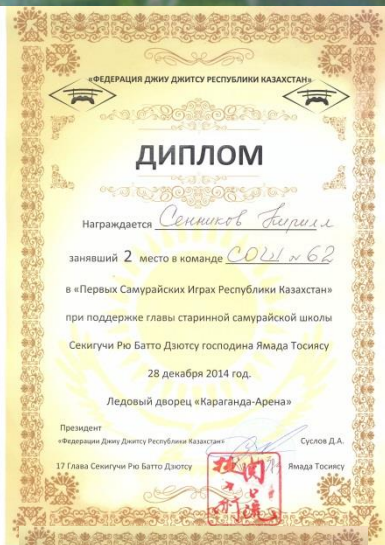 «ФЕДЕРАЦИЯ ДЖИУ ДЖИТСУ РЕСПУБЛИКИ КАЗАХСТАН»
ДИПЛОМ
Награждается Сенников Кирилл
занявший 2 место в команде СОШ № 62
в «Первых Самурайских Играх Республики Казахстан»
при поддержке главы старинной самурайской школы
Секигучи Рю Батто Дзютсу господина Ямада Тосиясу
28 декабря 2014 год.
Ледовый дворец «Караганда-Арена»
Президент
«Федерации Джиу Джитсу Республики Казахстан» Суслов Д.А.
17 Глава Секигучи Рю Батто Дзютсу Ямада Тосиясу